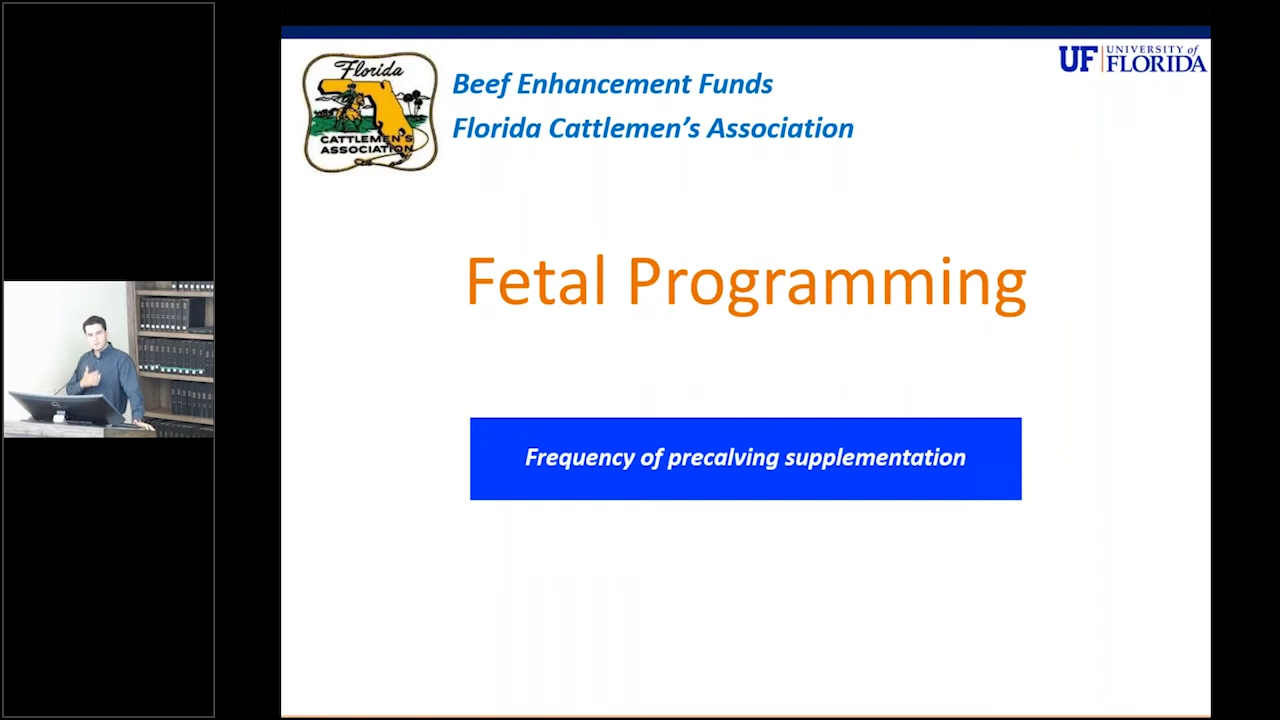 Florida
CATTLEMEN'S
ASSOCIATION
Beef Enhancement Funds
Florida Cattlemen's Association
UF UNIVERSITY of
FLORIDA
Fetal Programming
Frequency of precalving supplementation